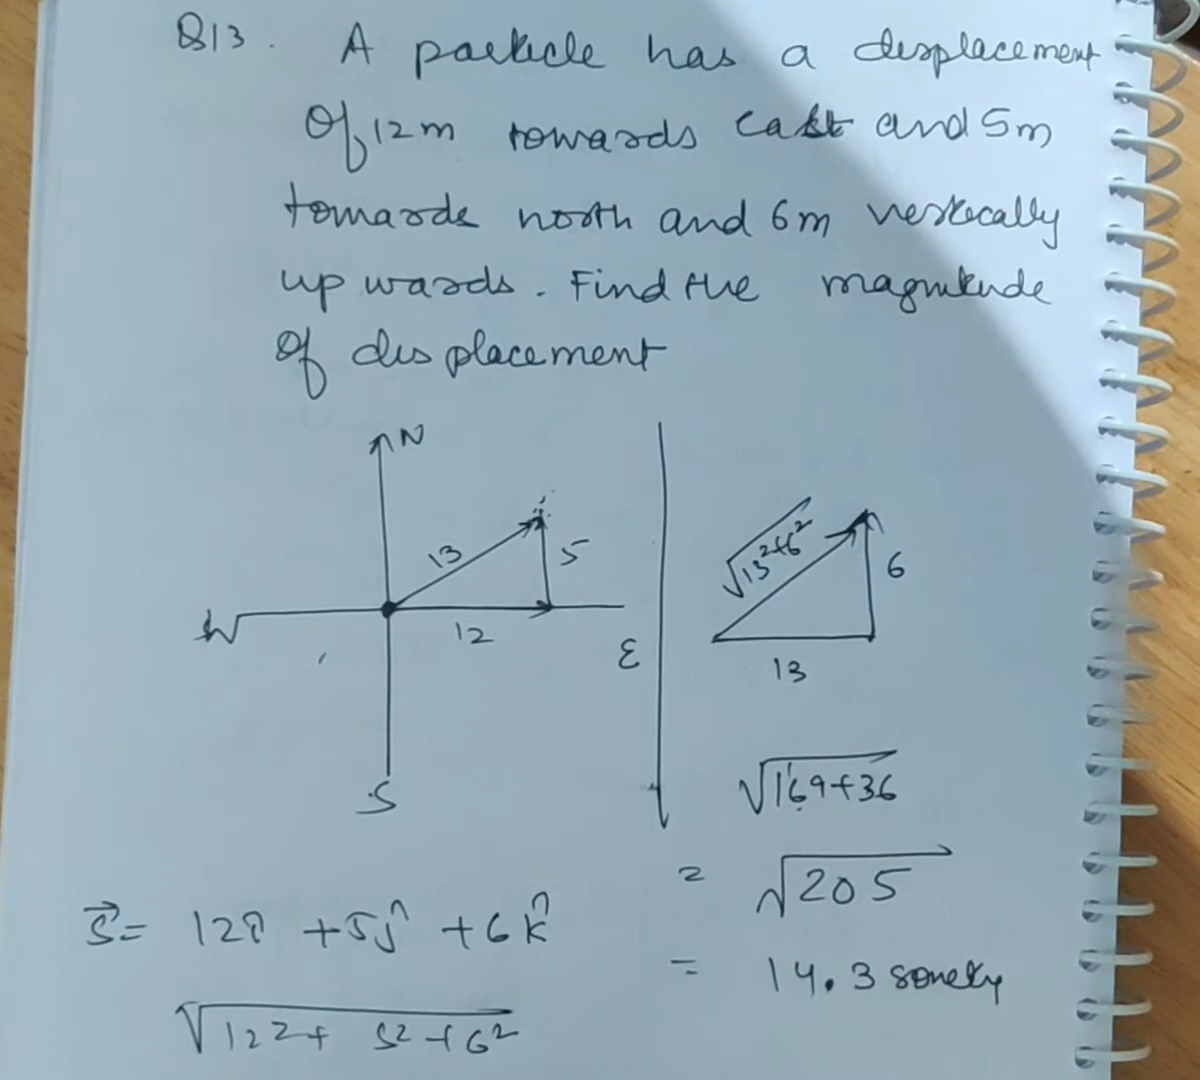 Q13. A particle has a displacement
Of 12m towards east and 5m
towards north and 6m vertically
upwards. Find the magnitude
of displacement
N
13
5
12
W
E
S
√13²+6²
6
13
√169+36
= √205
= 14.3 
S⃗ = 12î + 5ĵ + 6k̂
√12²+ 5²+6²